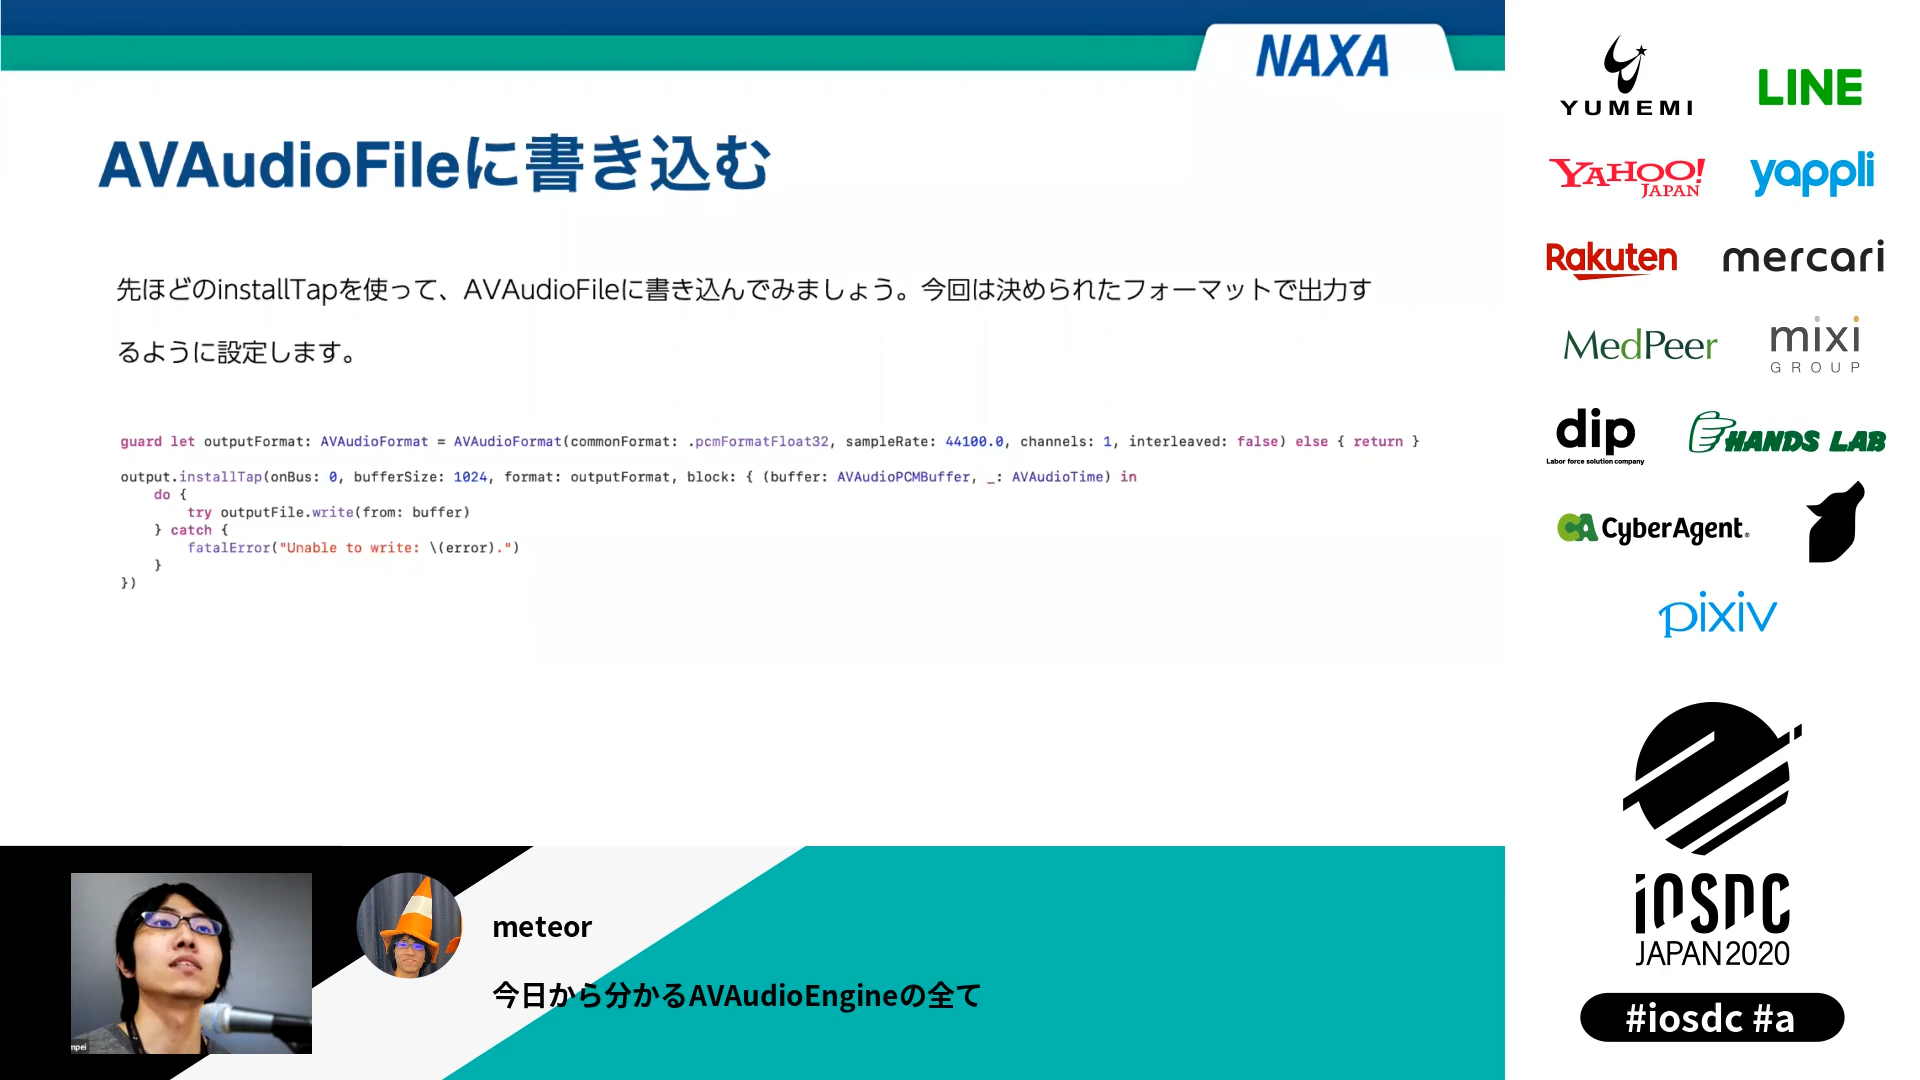 NAXA
AVAudioFileに書き込む
先ほどのinstallTapを使って、AVAudioFileに書き込んでみましょう。今回は決められたフォーマットで出力す
るように設定します。
guard let outputFormat: AVAudioFormat = AVAudioFormat(commonFormat: .pcmFormatFloat32, sampleRate: 44100.0, channels: 1, interleaved: false) else { return }
output.installTap(onBus: 0, bufferSize: 1024, format: outputFormat, block: { (buffer: AVAudioPCMBuffer, _: AVAudioTime) in
    do {
        try outputFile.write(from: buffer)
    } catch {
        fatalError("Unable to write: \(error).")
    }
})
meteor
今日から分かるAVAudioEngineの全て
mpei
YUMEMI
LINE
YAHOO! JAPAN
yappli
Rakuten
mercari
MedPeer
mixi
GROUP
dip
Labor force solution company
HANDS LAB
CA CyberAgent.
pixiv
iOSDC
JAPAN 2020
#iosdc #a